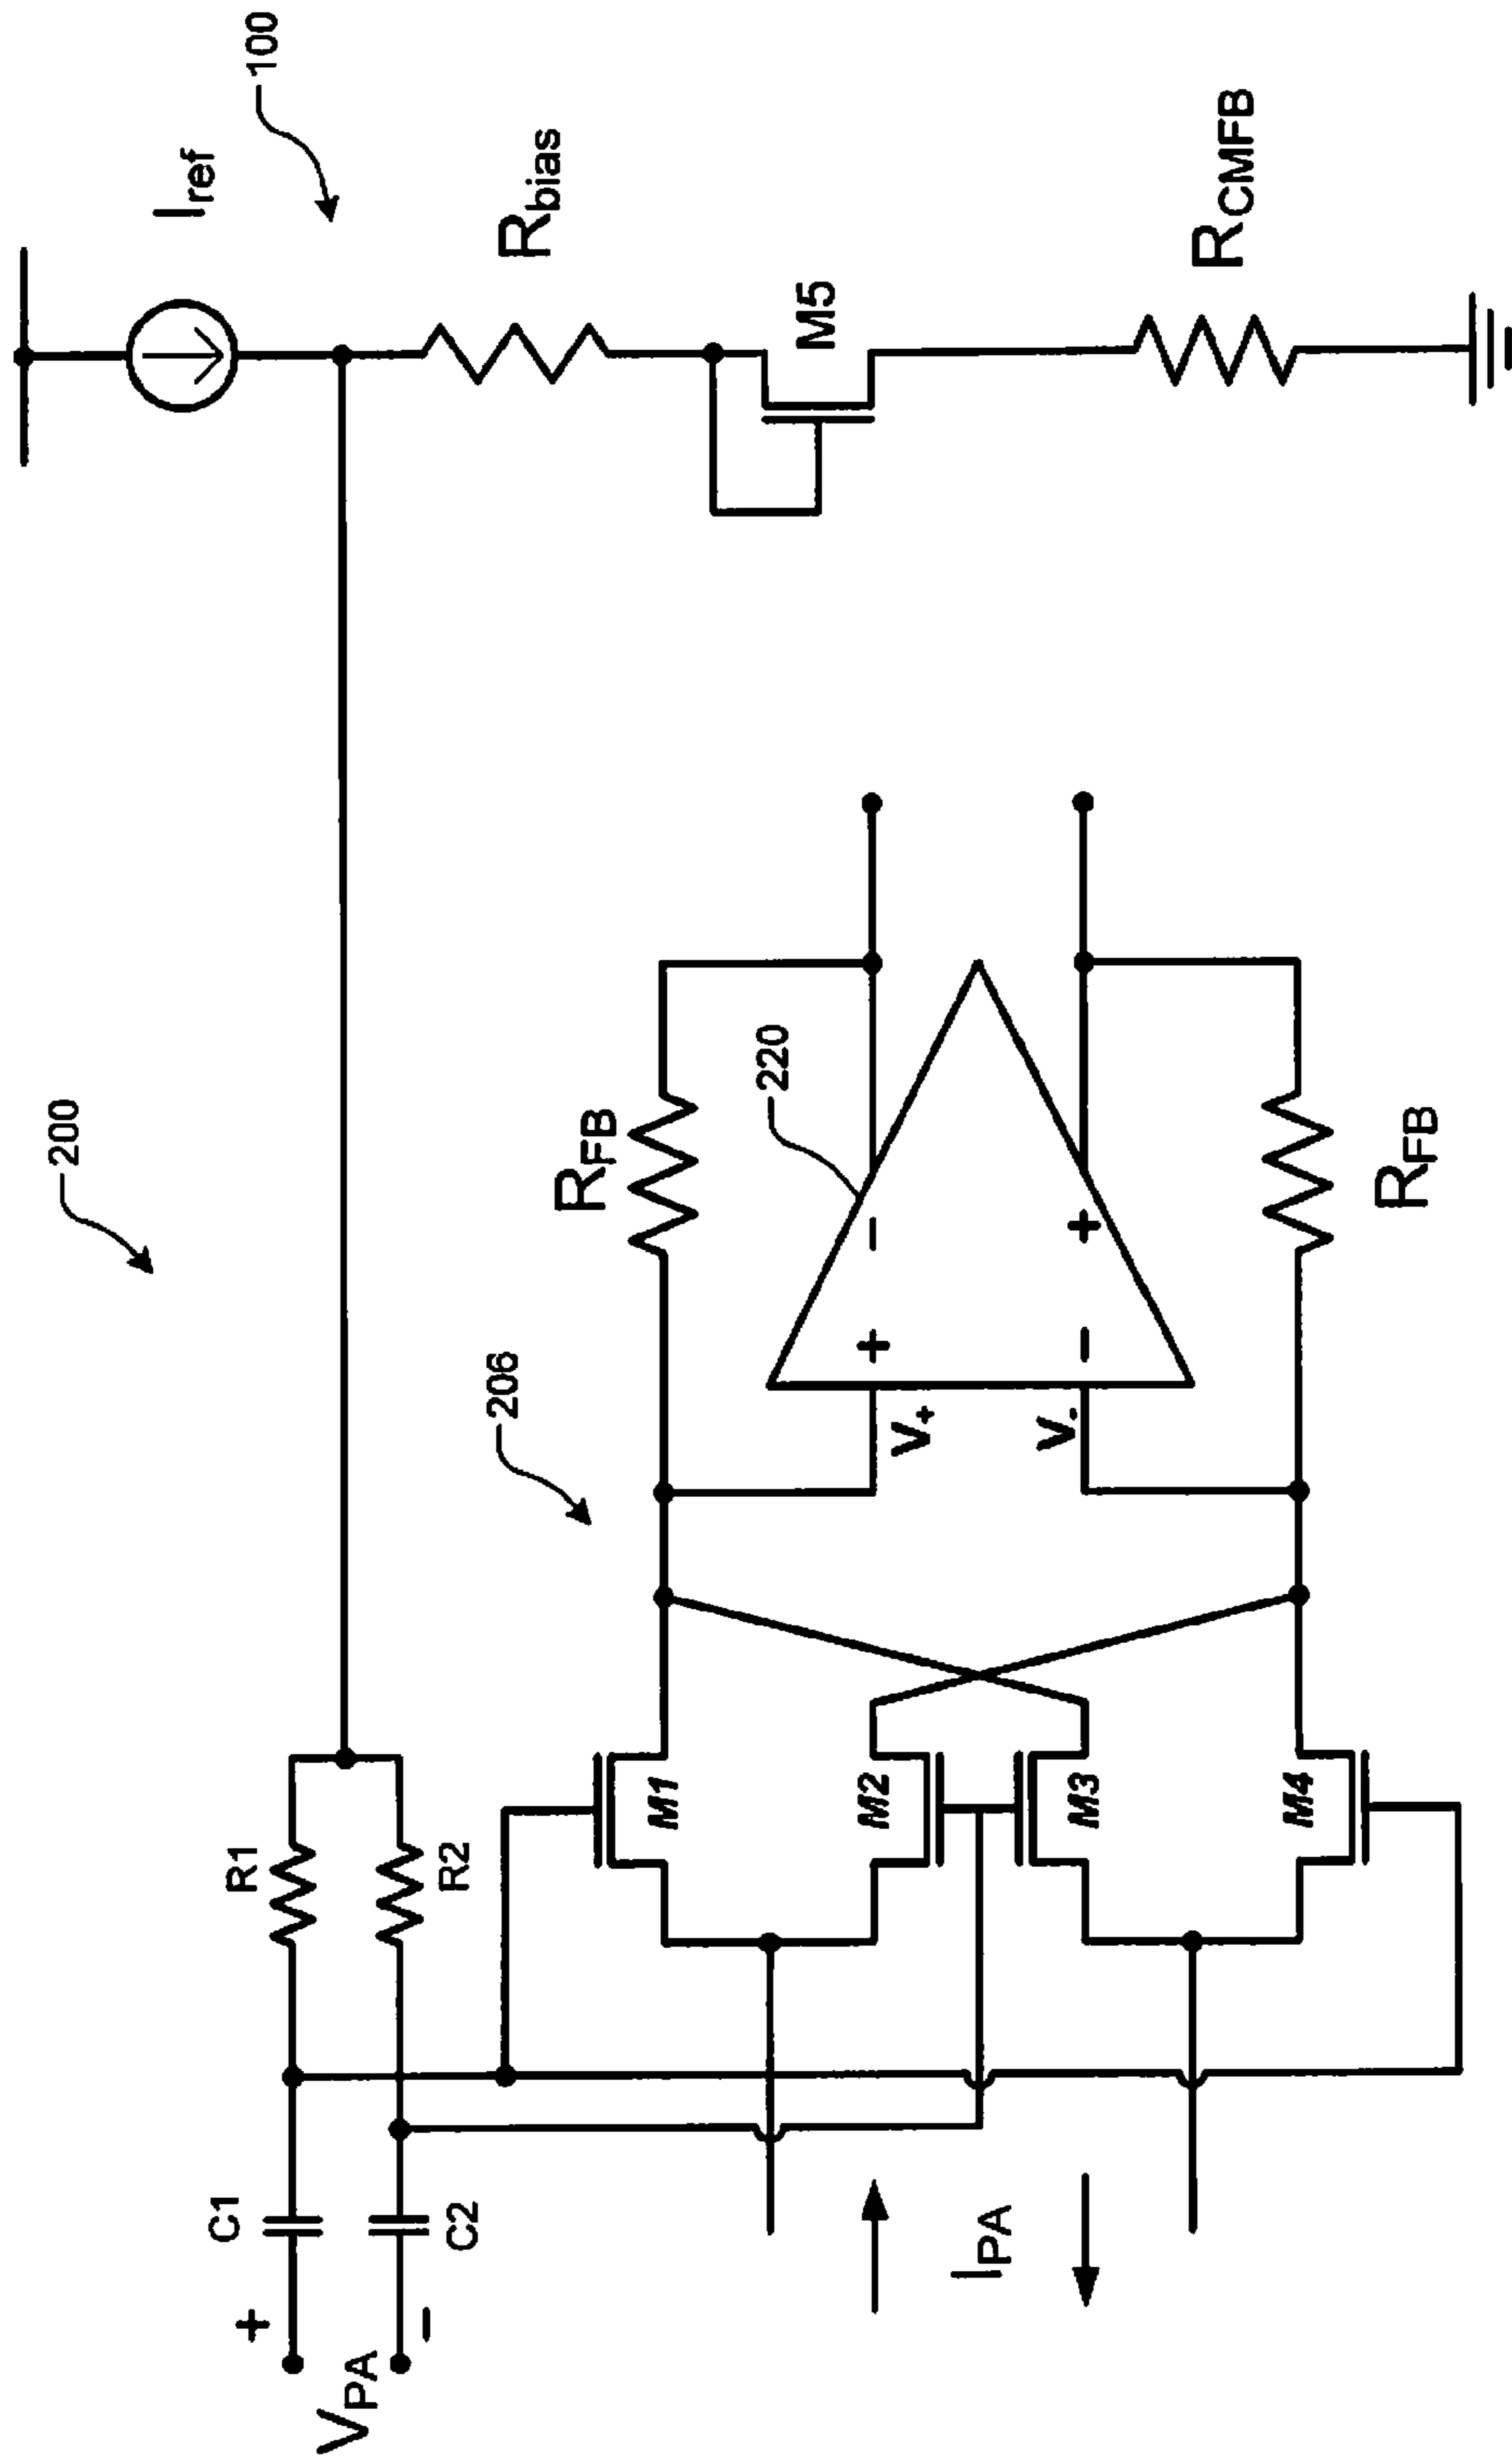 200
100
Iref
Rbias
M5
RCMFB
R1
R2
C1
C2
+
VPA
−
206
RFB
220
+
−
V+
V-
−
+
RFB
M1
M2
M3
M4
IPA